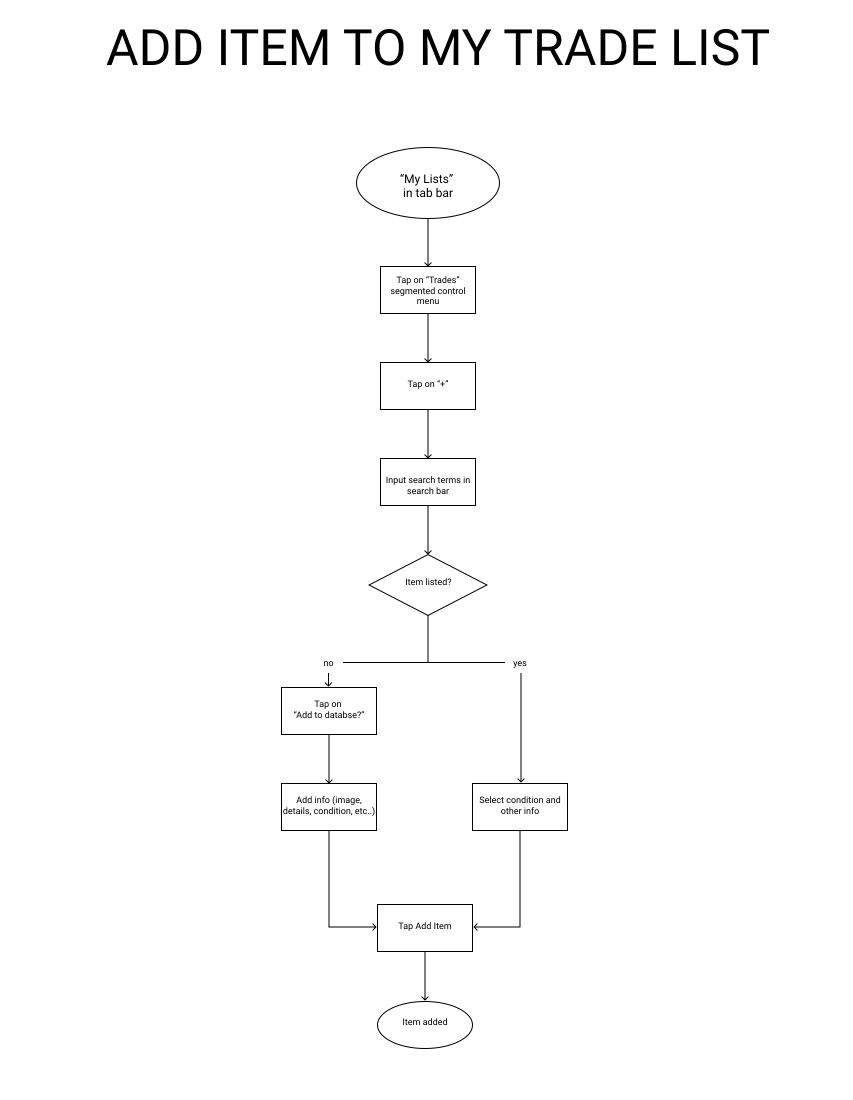 ADD ITEM TO MY TRADE LIST
“My Lists”
in tab bar
Tap on “Trades”
segmented control
menu
Tap on “+”
Input search terms in
search bar
Item listed?
no
yes
Tap on
“Add to databse?”
Add info (image,
details, condition, etc..)
Select condition and
other info
Tap Add Item
Item added